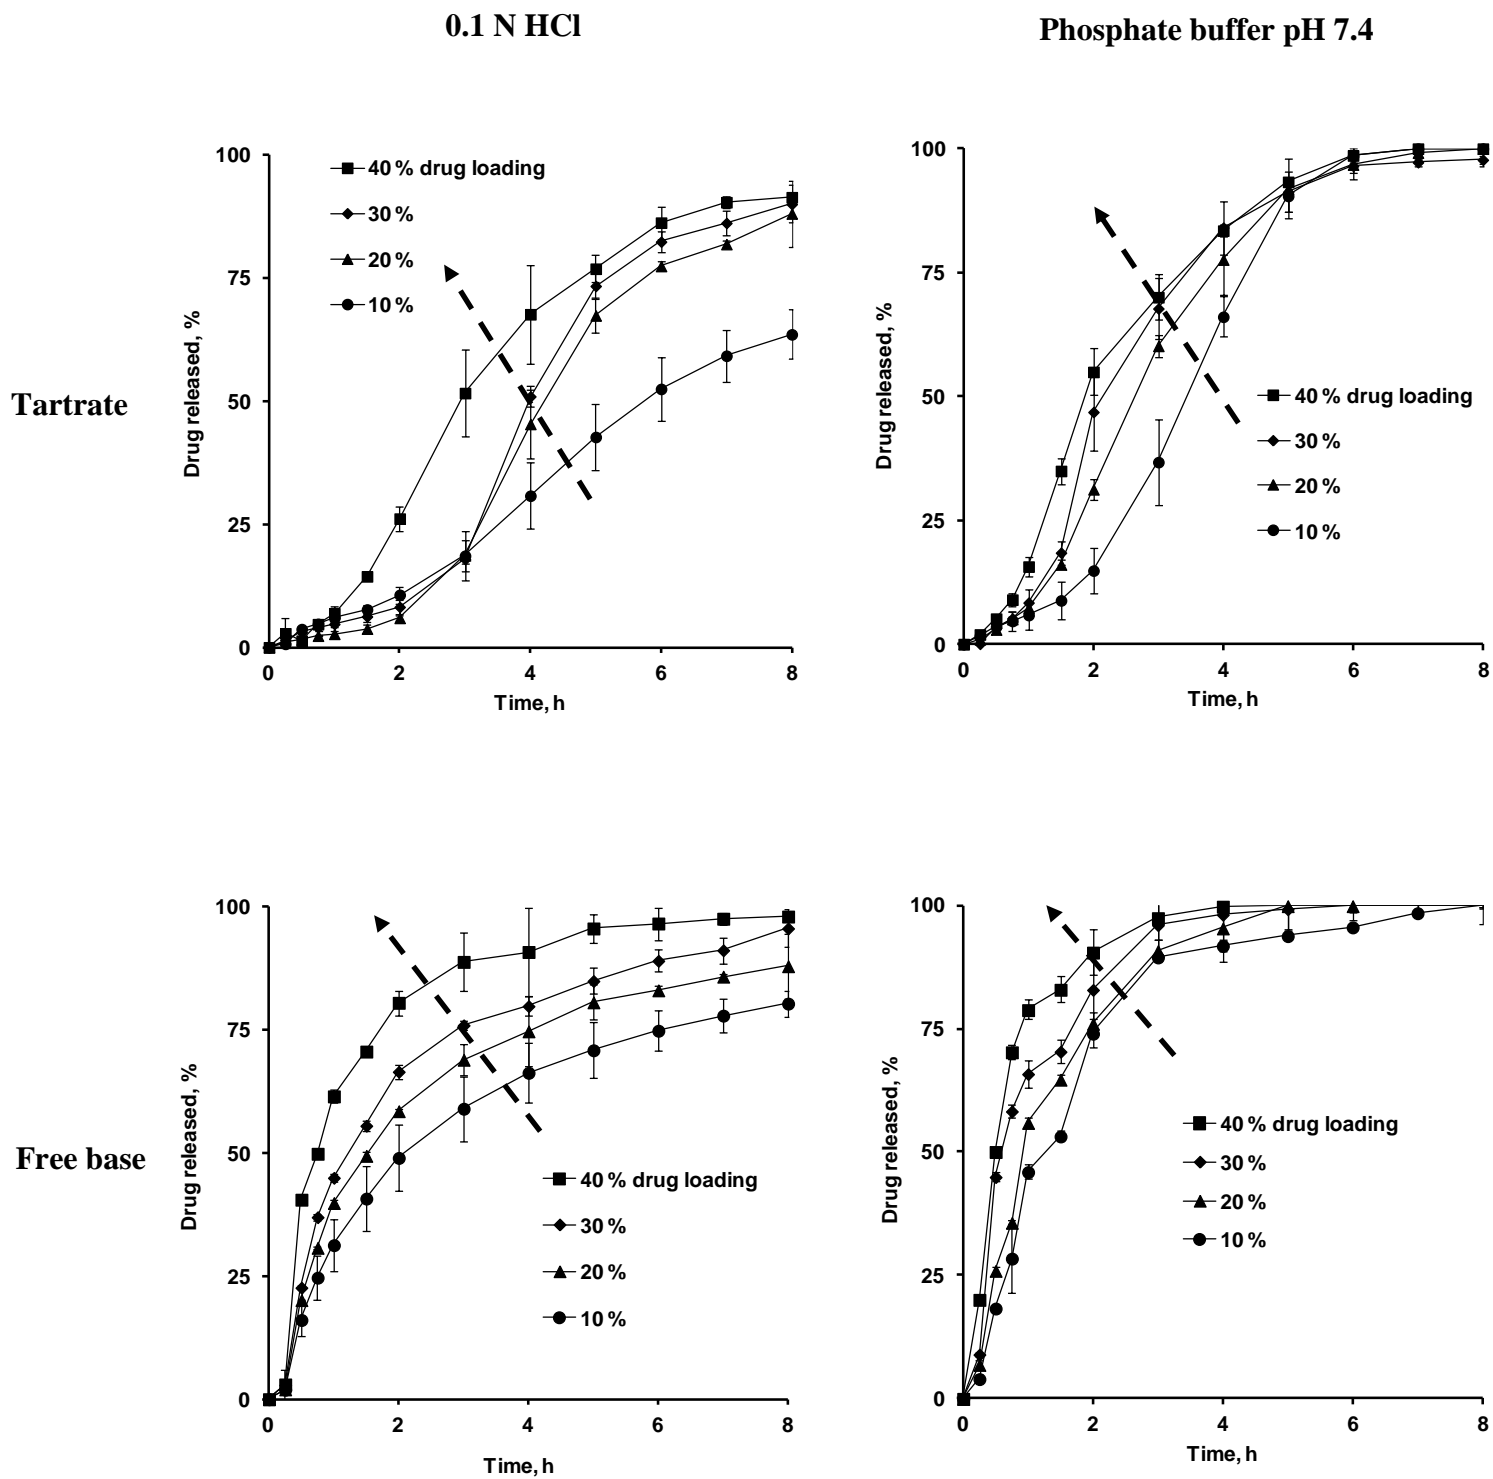 0.1 N HCl
Phosphate buffer pH 7.4
Tartrate
Drug released, %
100
75
50
25
0
40 % drug loading
30 %
20 %
10 %
0 2 4 6 8
Time, h
Drug released, %
100
75
50
25
0
40 % drug loading
30 %
20 %
10 %
0 2 4 6 8
Time, h
Free base
Drug released, %
100
75
50
25
0
40 % drug loading
30 %
20 %
10 %
0 2 4 6 8
Time, h
Drug released, %
100
75
50
25
0
40 % drug loading
30 %
20 %
10 %
0 2 4 6 8
Time, h